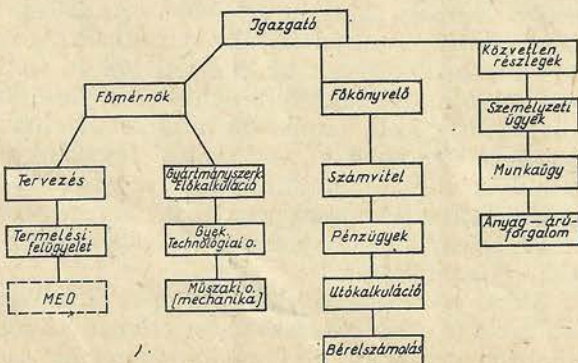 Igazgató
Közvetlen
részlegek
Főmérnök
Főkönyvelő
Személyzeti
ügyek
Tervezés
Gyártmányszerk.
Előkalkuláció
Számvitel
Munkaügy
Termelési
felügyelet
Gyek.
Technológiai o.
Pénzügyek
Anyag — árú-
forgalom
MEO
Műszaki o.
[mechanika]
Utókalkuláció
Bérelszámolás